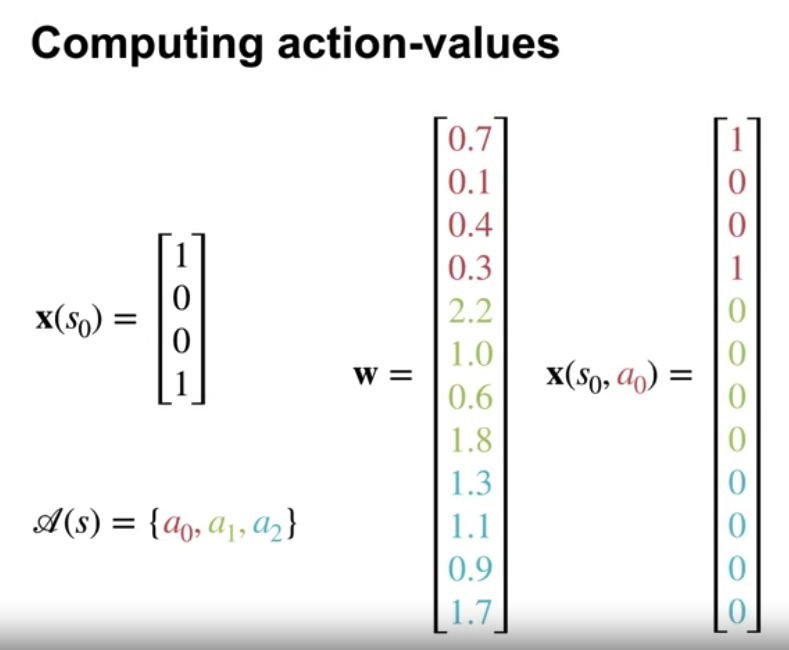 Computing action-values
x(s₀) = [1 0 0 1]
𝒜(s) = {a₀, a₁, a₂}
w = [0.7 0.1 0.4 0.3 2.2 1.0 0.6 1.8 1.3 1.1 0.9 1.7]
x(s₀, a₀) = [1 0 0 1 0 0 0 0 0 0 0 0]